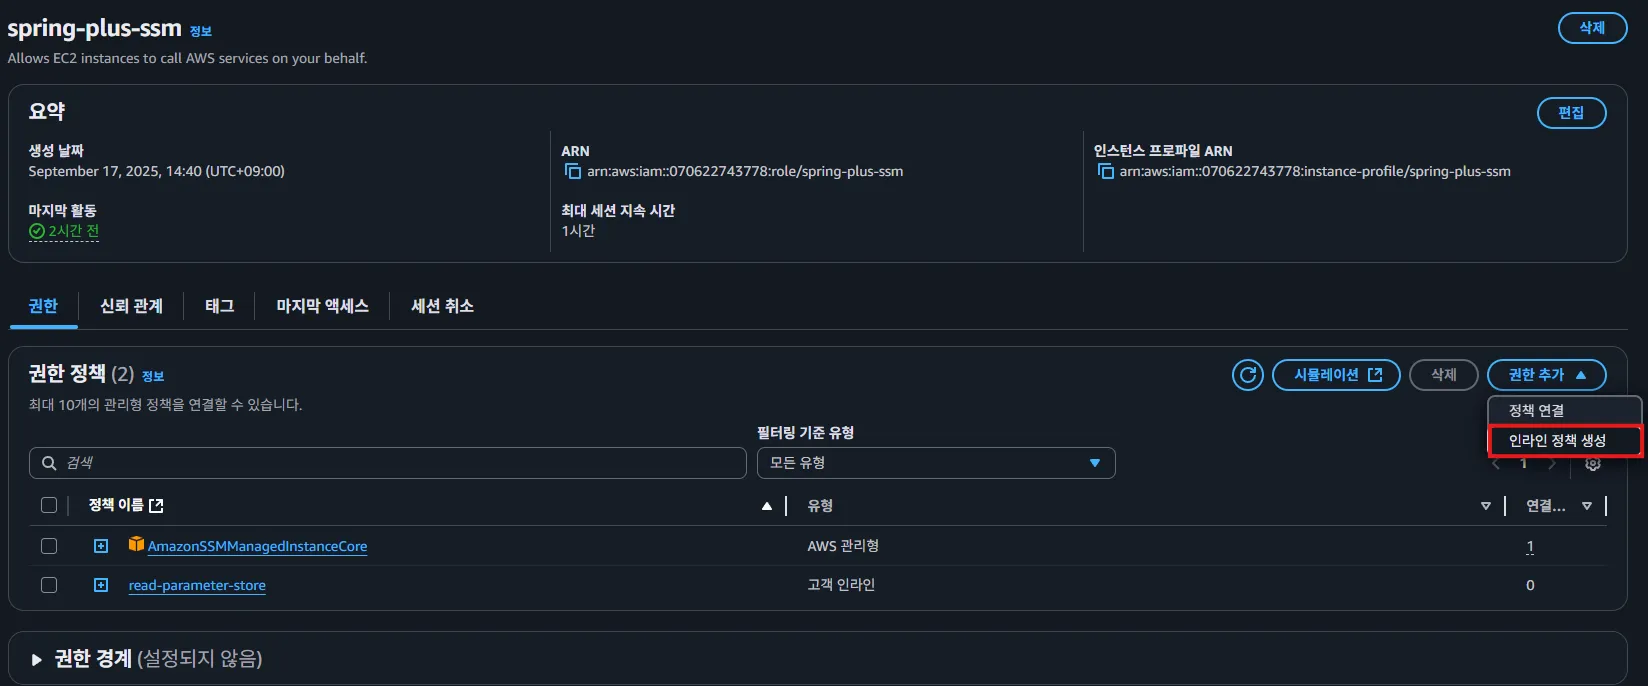 spring-plus-ssm 정보
삭제
Allows EC2 instances to call AWS services on your behalf.
요약
편집
생성 날짜
September 17, 2025, 14:40 (UTC+09:00)
ARN
arn:aws:iam::070622743778:role/spring-plus-ssm
인스턴스 프로파일 ARN
arn:aws:iam::070622743778:instance-profile/spring-plus-ssm
마지막 활동
2시간 전
최대 세션 지속 시간
1시간
권한
신뢰 관계
태그
마지막 액세스
세션 취소
권한 정책 (2) 정보
시뮬레이션
삭제
권한 추가
최대 10개의 관리형 정책을 연결할 수 있습니다.
정책 연결
인라인 정책 생성
필터링 기준 유형
검색
모든 유형
1
정책 이름
유형
연결...
AmazonSSMManagedInstanceCore
AWS 관리형
1
read-parameter-store
고객 인라인
0
권한 경계 (설정되지 않음)